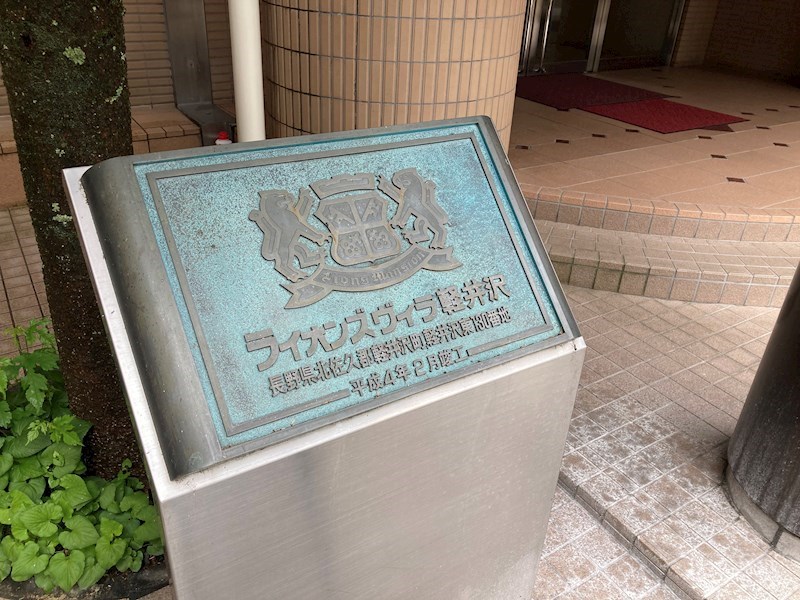 Lions Mansion
ライオンズヴィラ軽井沢
長野県北佐久郡軽井沢町軽井沢東180番地
平成4年2月竣工